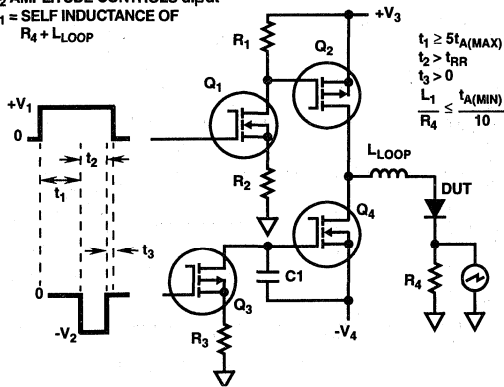 2 AMPLITUDE CONTROLS di/dt
1 = SELF INDUCTANCE OF
R4 + LLOOP
+V1
0
t2
t1
t3
0
-V2
R1
Q1
R2
Q2
+V3
t1 ≥ 5tA(MAX)
t2 > tRR
t3 > 0
L1/R4 ≤ tA(MIN)/10
LLOOP
DUT
Q4
R4
C1
Q3
R3
-V4